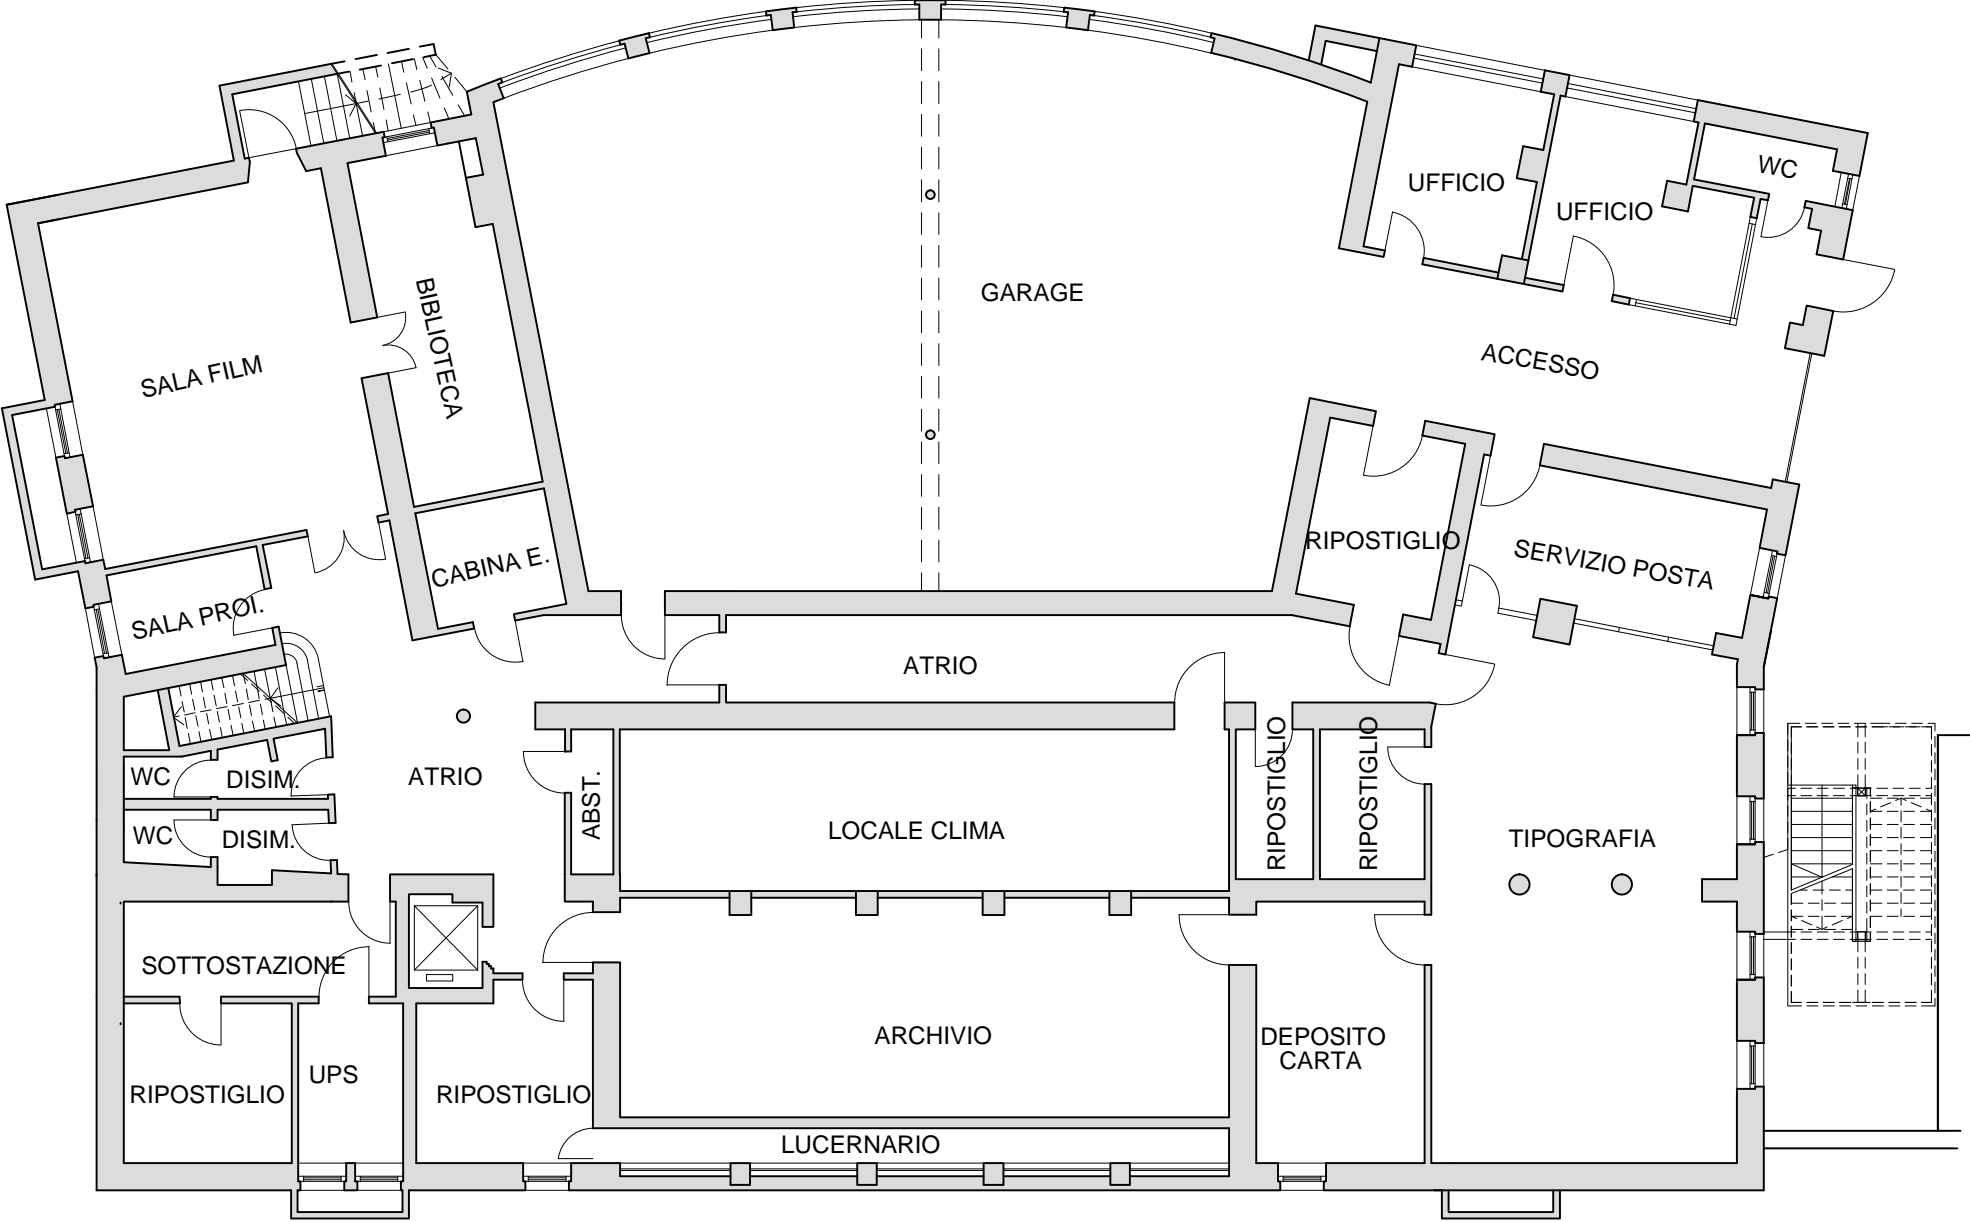 WC
UFFICIO
UFFICIO
GARAGE
BIBLIOTECA
ACCESSO
SALA FILM
RIPOSTIGLIO
SERVIZIO POSTA
CABINA E.
SALA PROI.
ATRIO
WC
DISIM.
ATRIO
ABST.
LOCALE CLIMA
RIPOSTIGLIO
RIPOSTIGLIO
TIPOGRAFIA
WC
DISIM.
SOTTOSTAZIONE
ARCHIVIO
DEPOSITO
CARTA
UPS
RIPOSTIGLIO
RIPOSTIGLIO
LUCERNARIO